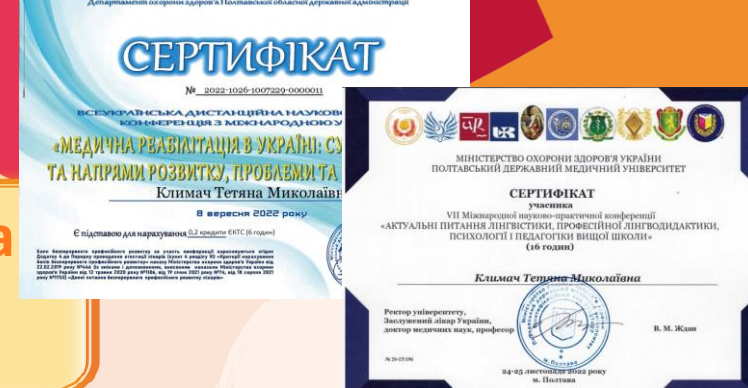 Департамент охорони здоров'я Полтавської обласної державної адміністрації
СЕРТИФІКАТ
№ 2022-1026-1007229-0000011
ВСЕУКРАЇНСЬКА ДИСТАНЦІЙНА НАУКОВО
КОНФЕРЕНЦІЯ З МІЖНАРОДНОЮ У
«МЕДИЧНА РЕАБІЛІТАЦІЯ В УКРАЇНІ: СУ
ТА НАПРЯМИ РОЗВИТКУ, ПРОБЛЕМИ ТА
Климач Тетяна Миколаївн
8 вересня 2022 року
Є підставою для нарахування 0,2 кредити ЄКТС (6 годин)
а
МІНІСТЕРСТВО ОХОРОНИ ЗДОРОВ'Я УКРАЇНИ
ПОЛТАВСЬКИЙ ДЕРЖАВНИЙ МЕДИЧНИЙ УНІВЕРСИТЕТ
СЕРТИФІКАТ
учасника
VII Міжнародної науково-практичної конференції
«АКТУАЛЬНІ ПИТАННЯ ЛІНГВІСТИКИ, ПРОФЕСІЙНОЇ ЛІНГВОДИДАКТИКИ,
ПСИХОЛОГІЇ І ПЕДАГОГІКИ ВИЩОЇ ШКОЛИ»
(16 годин)
Климач Тетяна Миколаївна
Ректор університету,
Заслужений лікар України,
доктор медичних наук, професор
В. М. Ждан
24-25 листопада 2022 року
м. Полтава